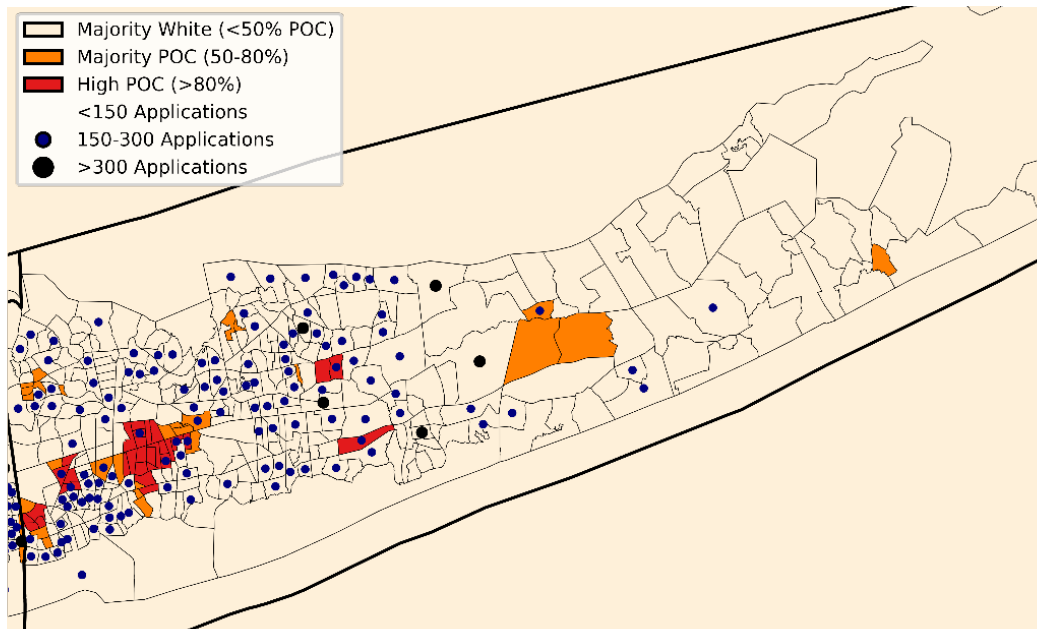 Majority White (<50% POC)
Majority POC (50-80%)
High POC (>80%)
<150 Applications
150-300 Applications
>300 Applications